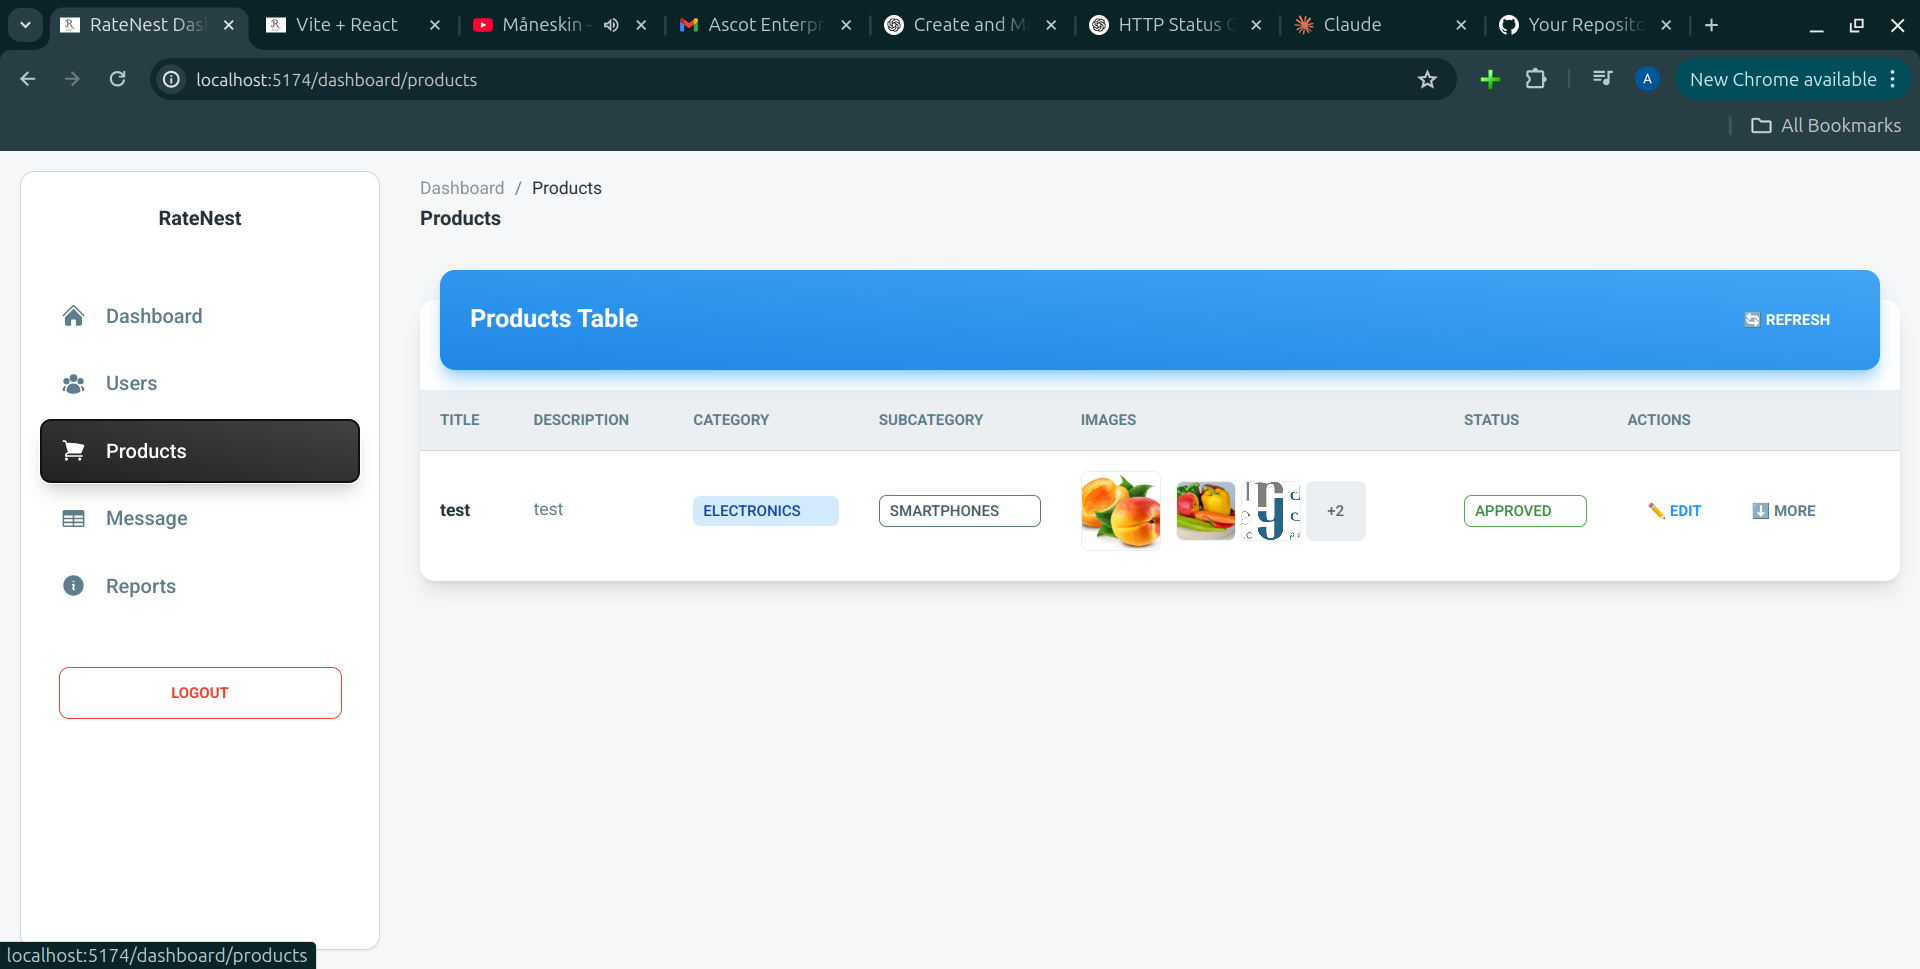 RateNest Das
Vite + React
Måneskin -
Ascot Enterpr
Create and M
HTTP Status C
Claude
Your Reposito
localhost:5174/dashboard/products
A
New Chrome available
All Bookmarks
RateNest
Dashboard
Users
Products
Message
Reports
LOGOUT
Dashboard / Products
Products
Products Table
REFRESH
TITLE DESCRIPTION CATEGORY SUBCATEGORY IMAGES STATUS ACTIONS
test test ELECTRONICS SMARTPHONES +2 APPROVED EDIT MORE
localhost:5174/dashboard/products